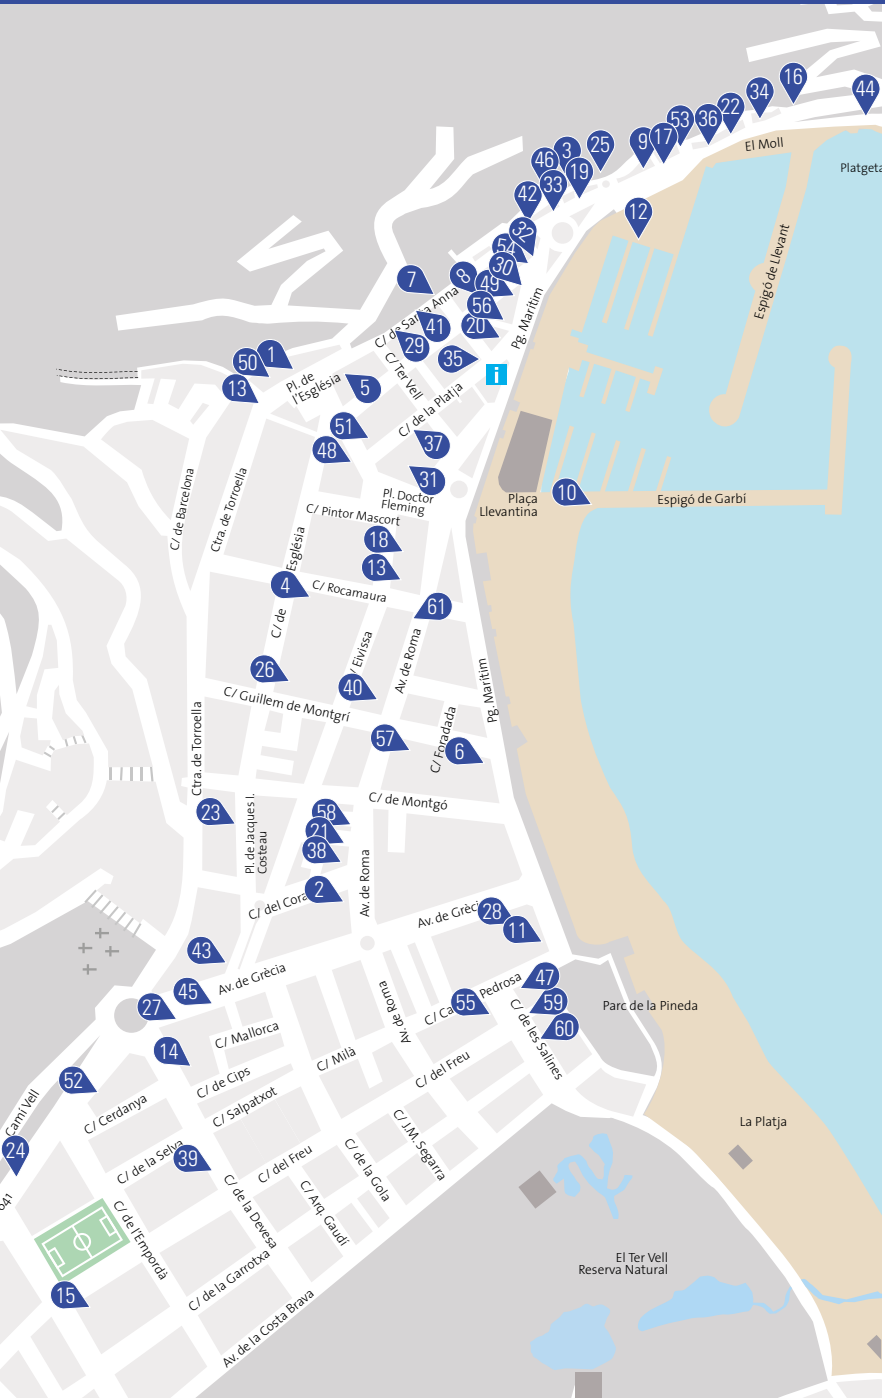 16
44
34
22
53
36
17
9
El Moll
Platgeta
25
3
46
19
33
42
12
32
54
30
Espigó de Llevant
7
8
49
56
20
C/ de Santa Anna
Pg. Marítim
41
29
35
i
C/ Ter Vell
1
50
13
Pl. de
l'Església
5
C/ de la Platja
51
48
37
31
Pl. Doctor
Fleming
Plaça
Llevantina
10
Espigó de Garbí
C/ de Barcelona
Ctra. de Torroella
C/ Pintor Mascort
18
13
C/ de
Església
4
C/ Rocamaura
61
Av. de Roma
/ Eivissa
26
40
Pg. Marítim
C/ Guillem de Montgrí
57
C/ Foradada
6
Ctra. de Torroella
C/ de Montgó
23
Pl. de Jacques I.
Costeau
58
21
38
2
C/ del Cora
Av. de Roma
Av. de Grèci
28
11
43
Av. de Grècia
45
27
47
59
60
55
C/ Ca
Pedrosa
Av. de Roma
C/ de les Salines
Parc de la Pineda
C/ Mallorca
14
C/ Milà
C/ del Freu
52
C/ de Cips
C/ Cerdanya
C/ Salpatxot
Camí Vell
24
La Platja
C/ de la Selva
39
C/ del Freu
C/ J.M. Segarra
C/ de la Gola
C/ Arq. Gaudí
C/ de la Devesa
C/ de l'Empordà
641
15
C/ de la Garrotxa
Av. de la Costa Brava
El Ter Vell
Reserva Natural